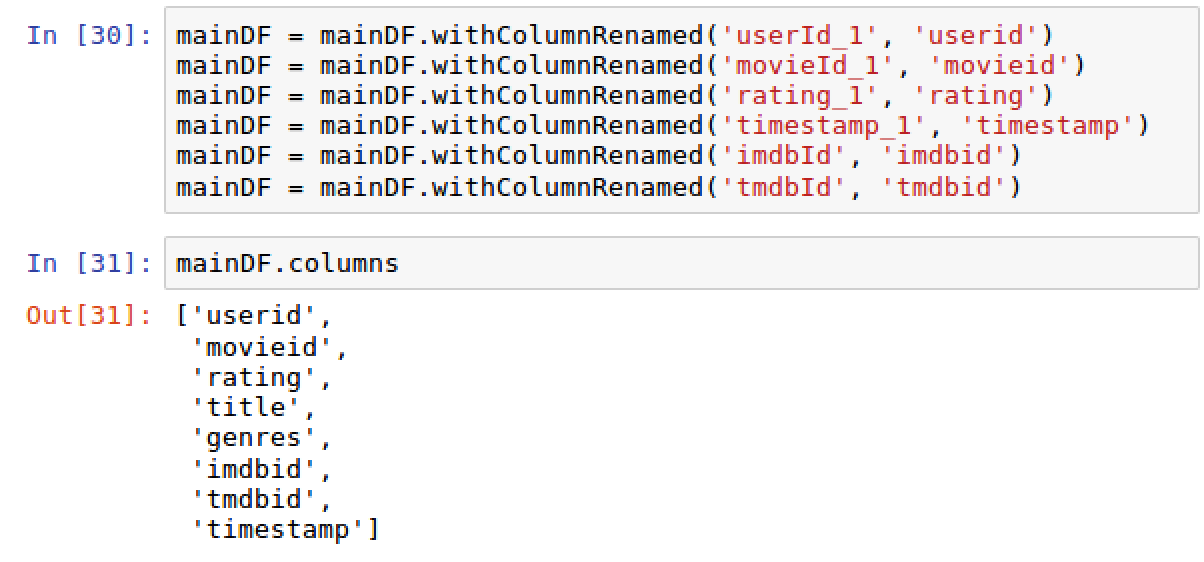 In [30]: mainDF = mainDF.withColumnRenamed('userId_1', 'userid')
mainDF = mainDF.withColumnRenamed('movieId_1', 'movieid')
mainDF = mainDF.withColumnRenamed('rating_1', 'rating')
mainDF = mainDF.withColumnRenamed('timestamp_1', 'timestamp')
mainDF = mainDF.withColumnRenamed('imdbId', 'imdbid')
mainDF = mainDF.withColumnRenamed('tmdbId', 'tmdbid')
In [31]: mainDF.columns
Out[31]: ['userid',
'movieid',
'rating',
'title',
'genres',
'imdbid',
'tmdbid',
'timestamp']